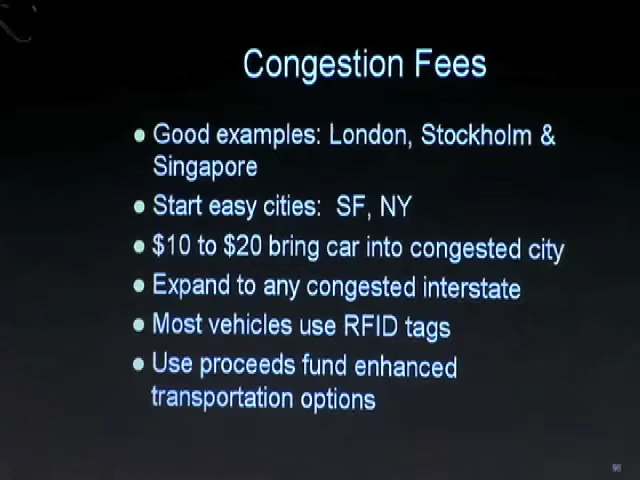 Congestion Fees
● Good examples: London, Stockholm &
Singapore
● Start easy cities: SF, NY
● $10 to $20 bring car into congested city
● Expand to any congested interstate
● Most vehicles use RFID tags
● Use proceeds fund enhanced
transportation options